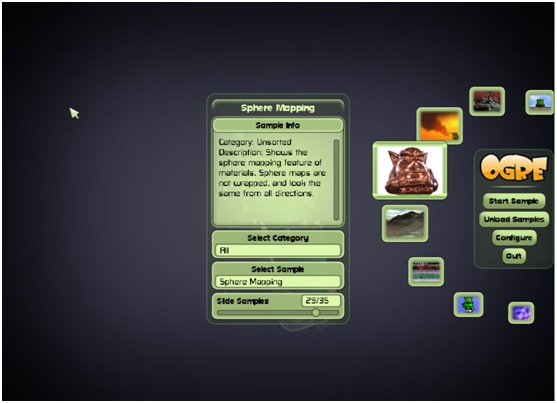 Sphere Mapping
Sample Info
Category: Unsorted
Description: Shows the
sphere mapping feature of
materials. Sphere maps are
not wrapped, and look the
same from all directions.
Select Category
All
Select Sample
Sphere Mapping
Slide Samples 29/35
OGRE
Start Sample
Unload Samples
Configure
Quit